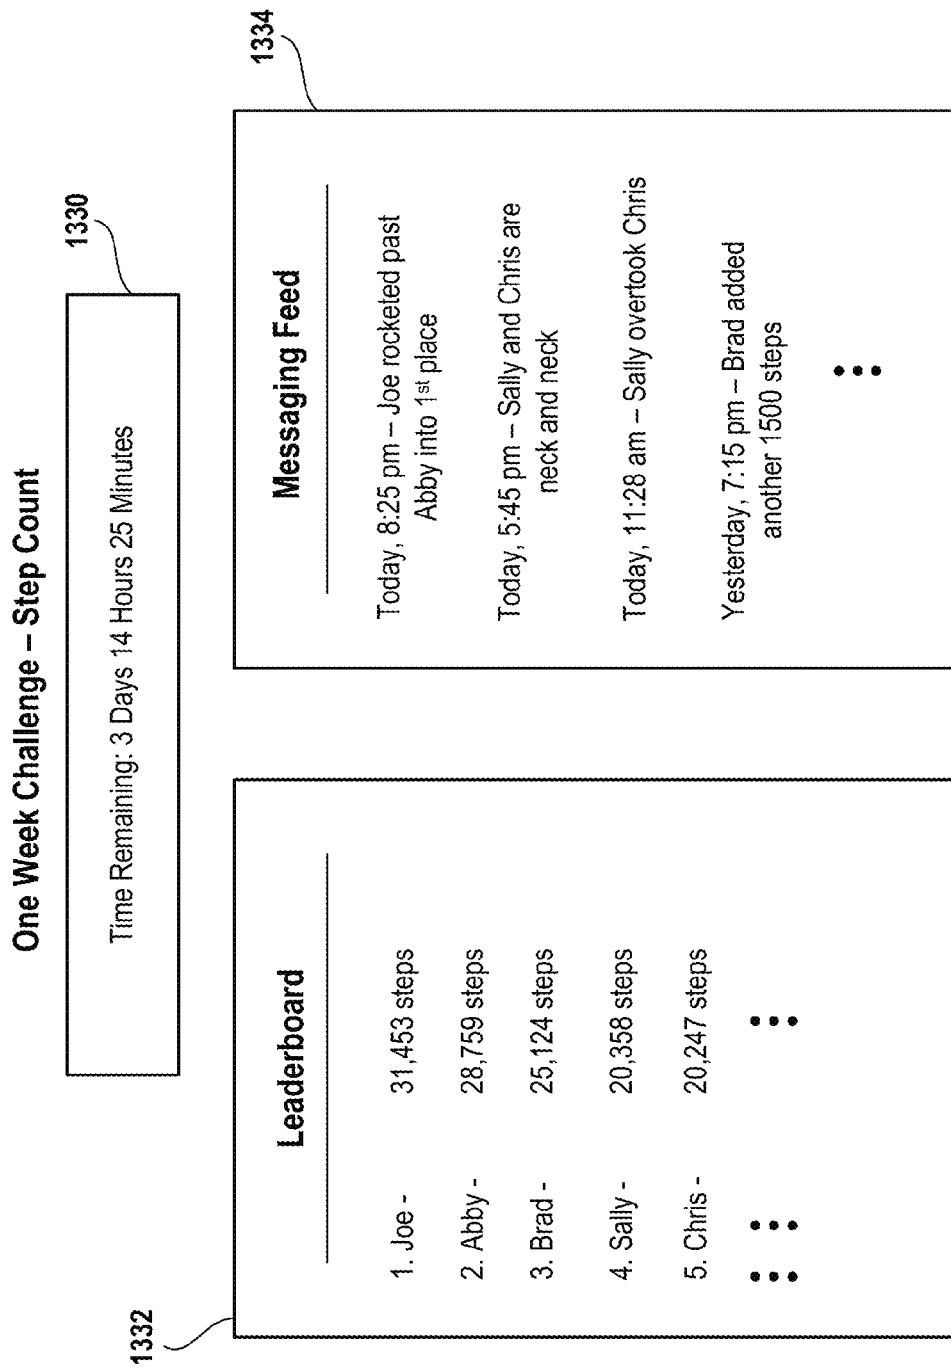 One Week Challenge – Step Count
1330
Time Remaining: 3 Days 14 Hours 25 Minutes
1332
Leaderboard
1. Joe - 31,453 steps
2. Abby - 28,759 steps
3. Brad - 25,124 steps
4. Sally - 20,358 steps
5. Chris - 20,247 steps
1334
Messaging Feed
Today, 8:25 pm – Joe rocketed past
Abby into 1st place
Today, 5:45 pm – Sally and Chris are
neck and neck
Today, 11:28 am – Sally overtook Chris
Yesterday, 7:15 pm – Brad added
another 1500 steps